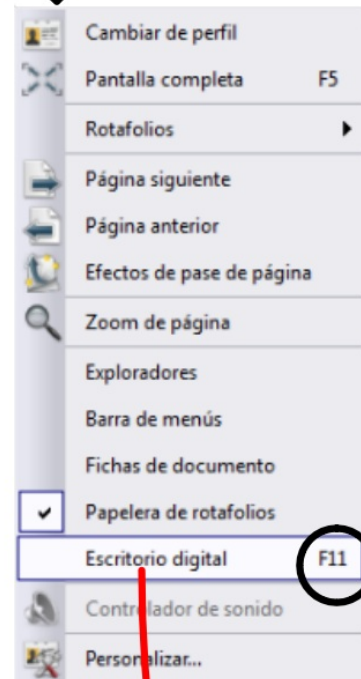 Cambiar de perfil
Pantalla completa F5
Rotafolios
Página siguiente
Página anterior
Efectos de pase de página
Zoom de página
Exploradores
Barra de menús
Fichas de documento
Papelera de rotafolios
Escritorio digital F11
Controlador de sonido
Personalizar...